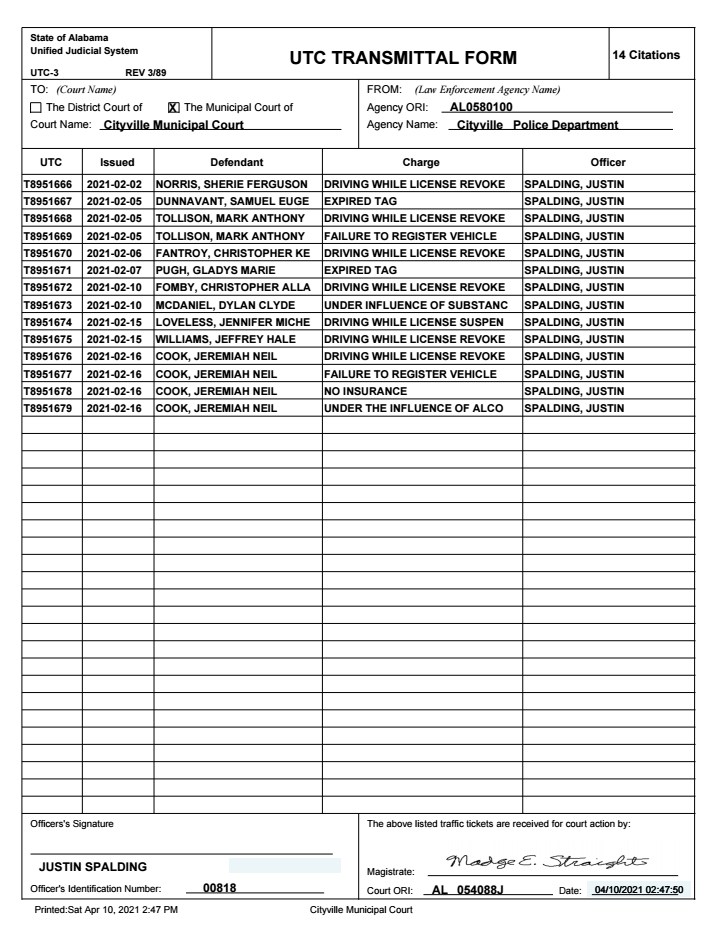 State of Alabama
Unified Judicial System
UTC-3 REV 3/89
UTC TRANSMITTAL FORM
14 Citations
TO: (Court Name)
The District Court of X The Municipal Court of
Court Name: Cityville Municipal Court
FROM: (Law Enforcement Agency Name)
Agency ORI: AL0580100
Agency Name: Cityville Police Department
UTC Issued Defendant Charge Officer
T8951666 2021-02-02 NORRIS, SHERIE FERGUSON DRIVING WHILE LICENSE REVOKE SPALDING, JUSTIN
T8951667 2021-02-05 DUNNAVANT, SAMUEL EUGE EXPIRED TAG SPALDING, JUSTIN
T8951668 2021-02-05 TOLLISON, MARK ANTHONY DRIVING WHILE LICENSE REVOKE SPALDING, JUSTIN
T8951669 2021-02-05 TOLLISON, MARK ANTHONY FAILURE TO REGISTER VEHICLE SPALDING, JUSTIN
T8951670 2021-02-06 FANTROY, CHRISTOPHER KE DRIVING WHILE LICENSE REVOKE SPALDING, JUSTIN
T8951671 2021-02-07 PUGH, GLADYS MARIE EXPIRED TAG SPALDING, JUSTIN
T8951672 2021-02-10 FOMBY, CHRISTOPHER ALLA DRIVING WHILE LICENSE REVOKE SPALDING, JUSTIN
T8951673 2021-02-10 MCDANIEL, DYLAN CLYDE UNDER INFLUENCE OF SUBSTANC SPALDING, JUSTIN
T8951674 2021-02-15 LOVELESS, JENNIFER MICHE DRIVING WHILE LICENSE SUSPEN SPALDING, JUSTIN
T8951675 2021-02-15 WILLIAMS, JEFFREY HALE DRIVING WHILE LICENSE REVOKE SPALDING, JUSTIN
T8951676 2021-02-16 COOK, JEREMIAH NEIL DRIVING WHILE LICENSE REVOKE SPALDING, JUSTIN
T8951677 2021-02-16 COOK, JEREMIAH NEIL FAILURE TO REGISTER VEHICLE SPALDING, JUSTIN
T8951678 2021-02-16 COOK, JEREMIAH NEIL NO INSURANCE SPALDING, JUSTIN
T8951679 2021-02-16 COOK, JEREMIAH NEIL UNDER THE INFLUENCE OF ALCO SPALDING, JUSTIN
Officers's Signature
JUSTIN SPALDING
Officer's Identification Number: 00818
The above listed traffic tickets are received for court action by:
Magistrate: Madge E. Straight
Court ORI: AL 054088J Date: 04/10/2021 02:47:50
Printed:Sat Apr 10, 2021 2:47 PM Cityville Municipal Court